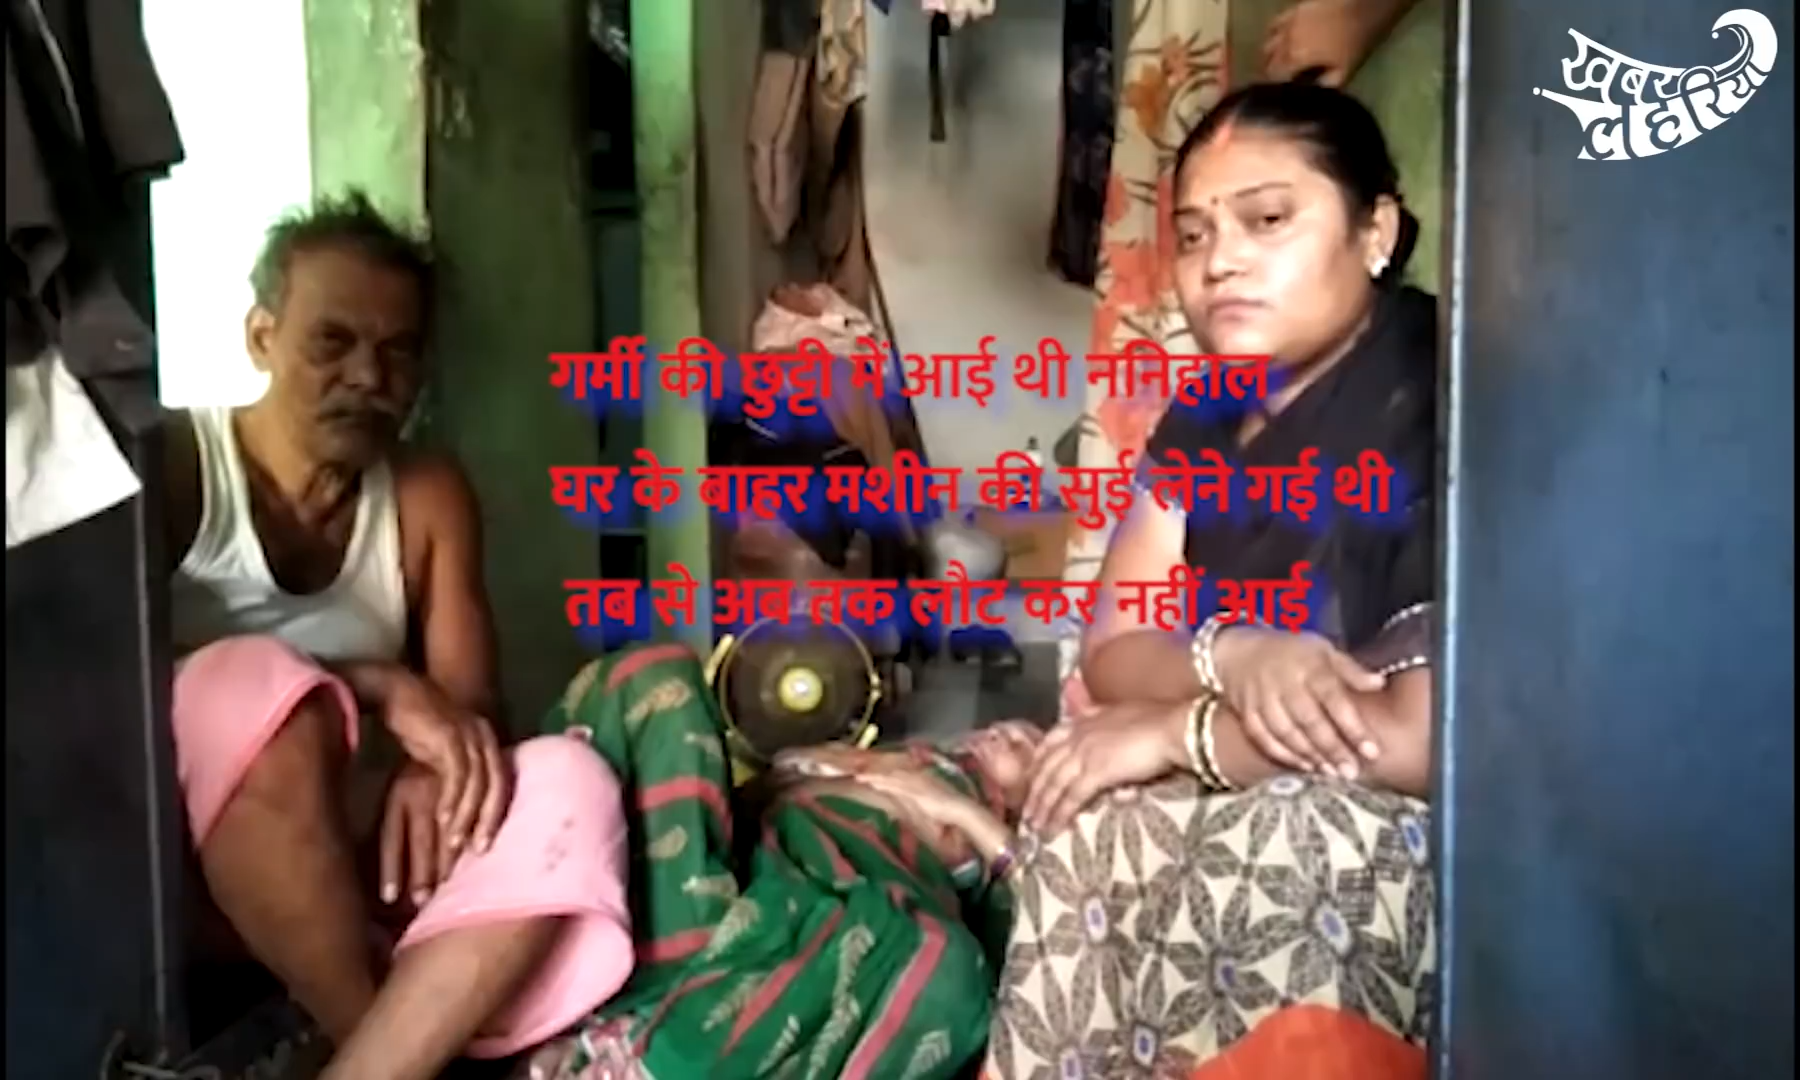 खबर
लहरिया
गर्मी की छुट्टी में आई थी ननिहाल
घर के बाहर मशीन की सुई लेने गई थी
तब से अब तक लौट कर नहीं आई